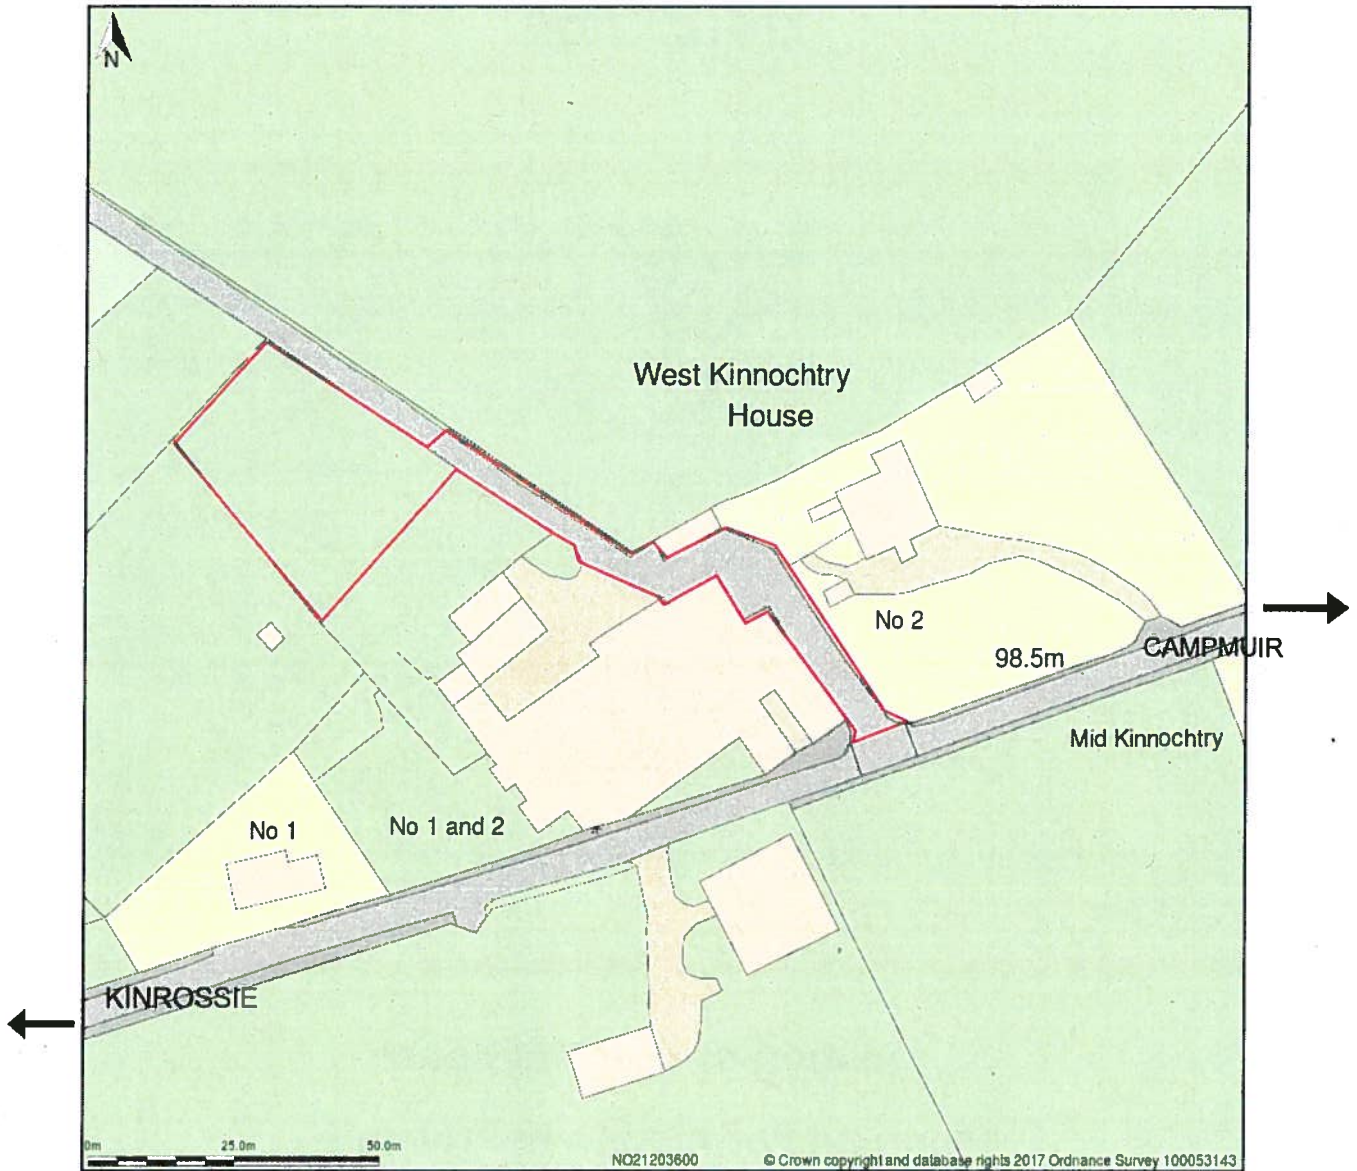 N
West Kinnochtry
House
No 2
98.5m
CAMPMUIR
Mid Kinnochtry
No 1
No 1 and 2
KINROSSIE
0m 25.0m 50.0m
NO21203600 © Crown copyright and database rights 2017 Ordnance Survey 100053143